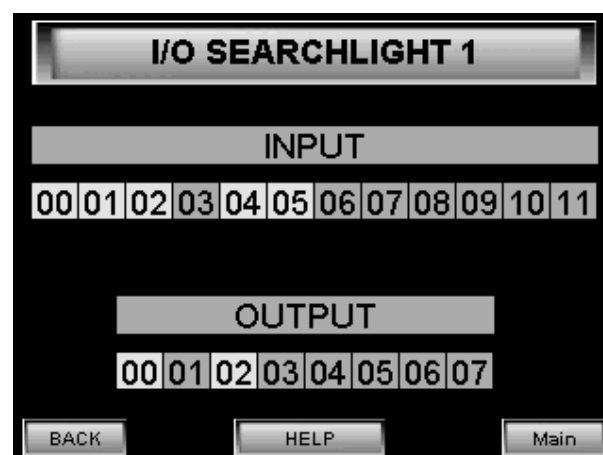 I/O SEARCHLIGHT 1
INPUT
00 01 02 03 04 05 06 07 08 09 10 11
OUTPUT
00 01 02 03 04 05 06 07
BACK HELP Main